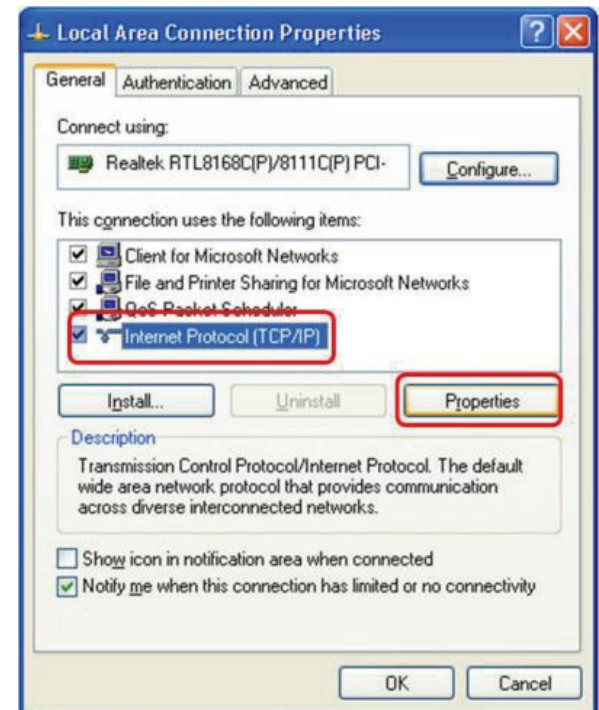 Local Area Connection Properties
General Authentication Advanced
Connect using:
Realtek RTL8168C(P)/8111C(P) PCI-
Configure...
This connection uses the following items:
Client for Microsoft Networks
File and Printer Sharing for Microsoft Networks
QoS Packet Scheduler
Internet Protocol (TCP/IP)
Install... Uninstall Properties
Description
Transmission Control Protocol/Internet Protocol. The default
wide area network protocol that provides communication
across diverse interconnected networks.
Show icon in notification area when connected
Notify me when this connection has limited or no connectivity
OK Cancel